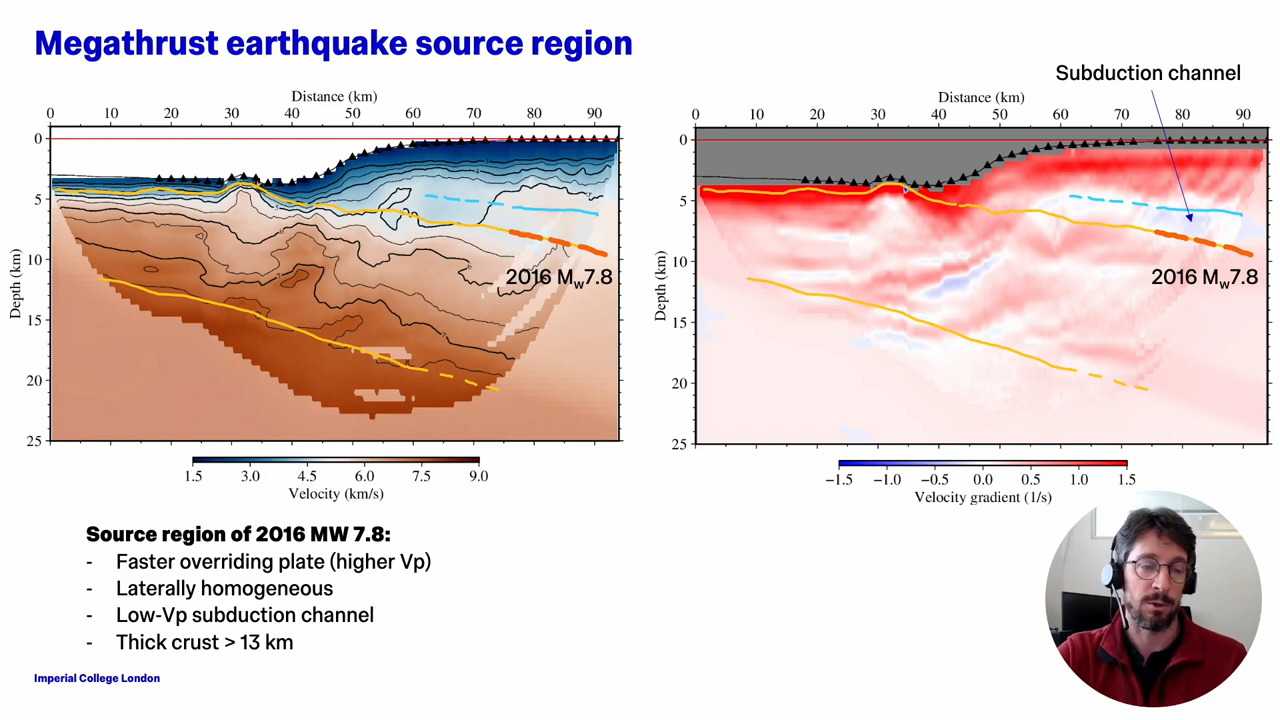 Megathrust earthquake source region
Subduction channel
Distance (km)
0 10 20 30 40 50 60 70 80 90
0
5
10
15
20
25
Depth (km)
2016 Mw7.8
1.5 3.0 4.5 6.0 7.5 9.0
Velocity (km/s)
Distance (km)
0 10 20 30 40 50 60 70 80 90
0
5
10
15
20
25
Depth (km)
2016 Mw7.8
−1.5 −1.0 −0.5 0.0 0.5 1.0 1.5
Velocity gradient (1/s)
Source region of 2016 MW 7.8:
- Faster overriding plate (higher Vp)
- Laterally homogeneous
- Low-Vp subduction channel
- Thick crust > 13 km
Imperial College London